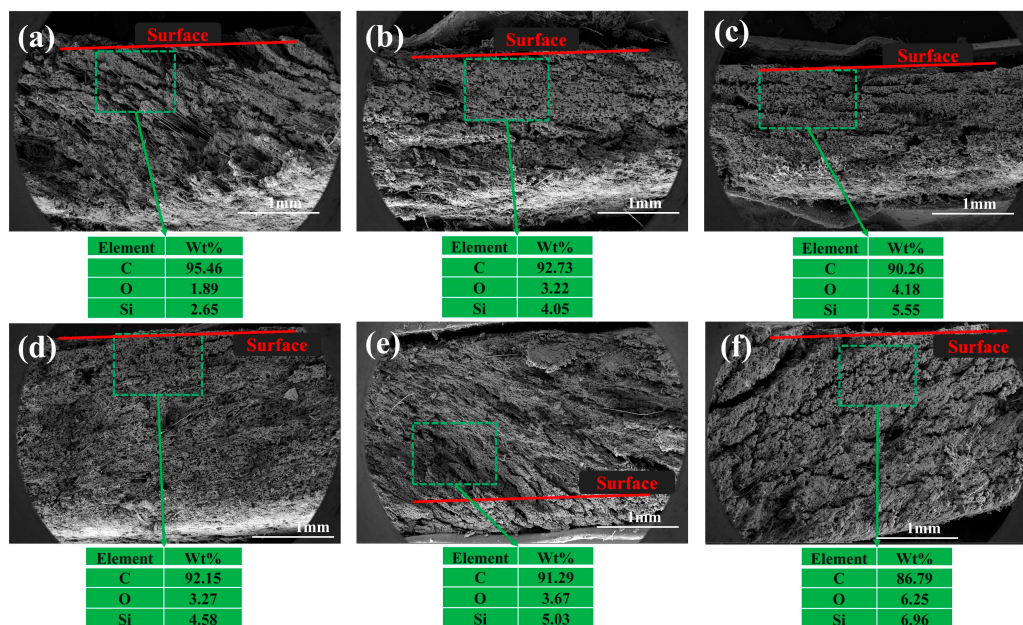 (a)
Surface
1mm
Element Wt%
C 95.46
O 1.89
Si 2.65
(b)
Surface
1mm
Element Wt%
C 92.73
O 3.22
Si 4.05
(c)
Surface
1mm
Element Wt%
C 90.26
O 4.18
Si 5.55
(d)
Surface
1mm
Element Wt%
C 92.15
O 3.27
Si 4.58
(e)
Surface
1mm
Element Wt%
C 91.29
O 3.67
Si 5.03
(f)
Surface
1mm
Element Wt%
C 86.79
O 6.25
Si 6.96